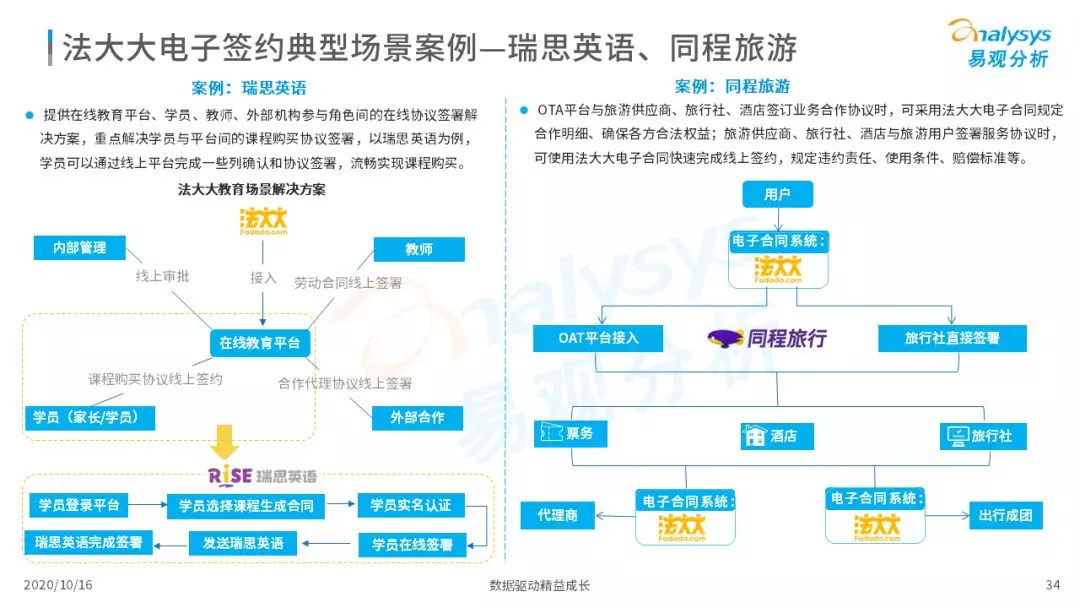 法大大电子签约典型场景案例—瑞思英语、同程旅游
analysys
易观分析
案例：瑞思英语
提供在线教育平台、学员、教师、外部机构参与角色间的在线协议签署解
决方案，重点解决学员与平台间的课程购买协议签署，以瑞思英语为例，
学员可以通过线上平台完成一些列确认和协议签署，流畅实现课程购买。
法大大教育场景解决方案
法大大
Fadada.com
内部管理
教师
线上审批
接入
劳动合同线上签署
在线教育平台
课程购买协议线上签约
合作代理协议线上签署
学员（家长/学员）
外部合作
RISE 瑞思英语
学员登录平台
学员选择课程生成合同
学员实名认证
瑞思英语完成签署
发送瑞思英语
学员在线签署
案例：同程旅游
OTA平台与旅游供应商、旅行社、酒店签订业务合作协议时，可采用法大大电子合同规定
合作明细、确保各方合法权益；旅游供应商、旅行社、酒店与旅游用户签署服务协议时，
可使用法大大电子合同快速完成线上签约，规定违约责任、使用条件、赔偿标准等。
用户
电子合同系统：
法大大
Fadada.com
OAT平台接入
同程旅行
旅行社直接签署
票务
酒店
旅行社
代理商
电子合同系统：
法大大
Fadada.com
电子合同系统：
法大大
Fadada.com
出行成团
analysys
易观分析
2020/10/16
数据驱动精益成长
34